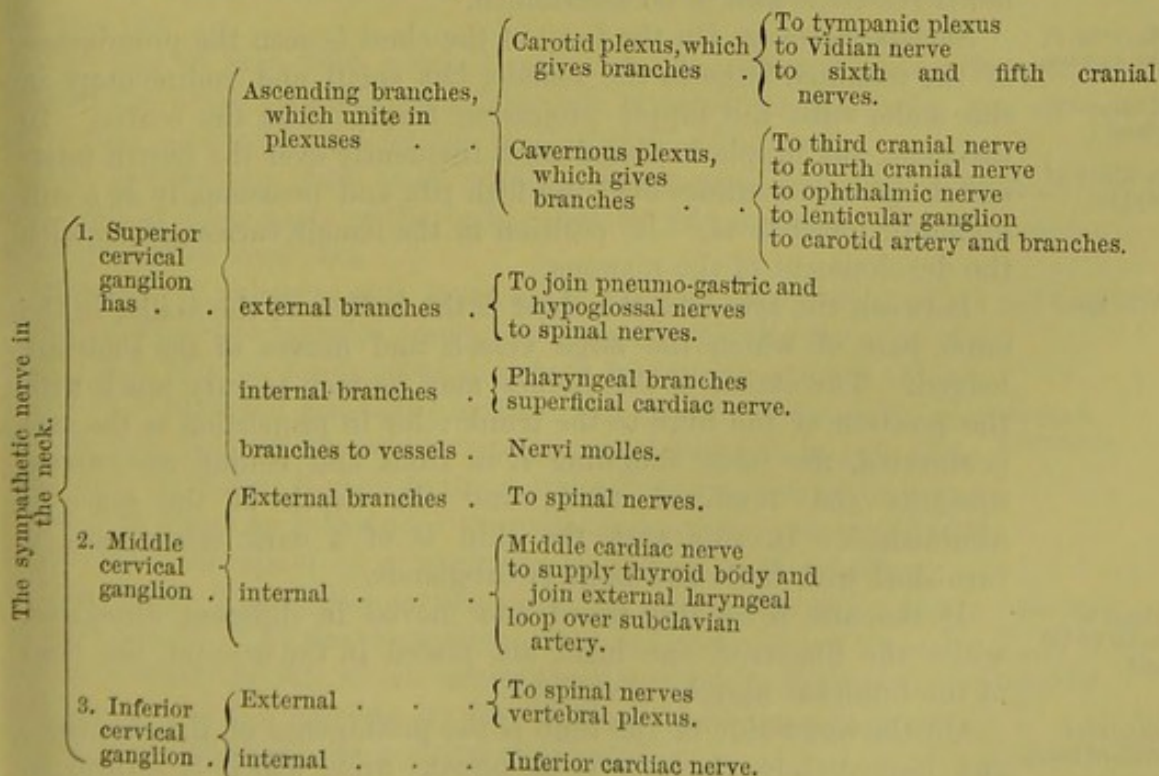 The sympathetic nerve in
the neck.
1. Superior
cervical
ganglion
has . .
Ascending branches,
which unite in
plexuses . .
Carotid plexus, which
gives branches .
To tympanic plexus
to Vidian nerve
to sixth and fifth cranial
nerves.
Cavernous plexus,
which gives
branches . .
To third cranial nerve
to fourth cranial nerve
to ophthalmic nerve
to lenticular ganglion
to carotid artery and branches.
external branches .
To join pneumo-gastric and
hypoglossal nerves
to spinal nerves.
internal branches .
Pharyngeal branches
superficial cardiac nerve.
branches to vessels .
Nervi molles.
2. Middle
cervical
ganglion .
External branches .
To spinal nerves.
internal . . .
Middle cardiac nerve
to supply thyroid body and
join external laryngeal
loop over subclavian
artery.
3. Inferior
cervical
ganglion .
External . . .
To spinal nerves
vertebral plexus.
internal . . .
Inferior cardiac nerve.